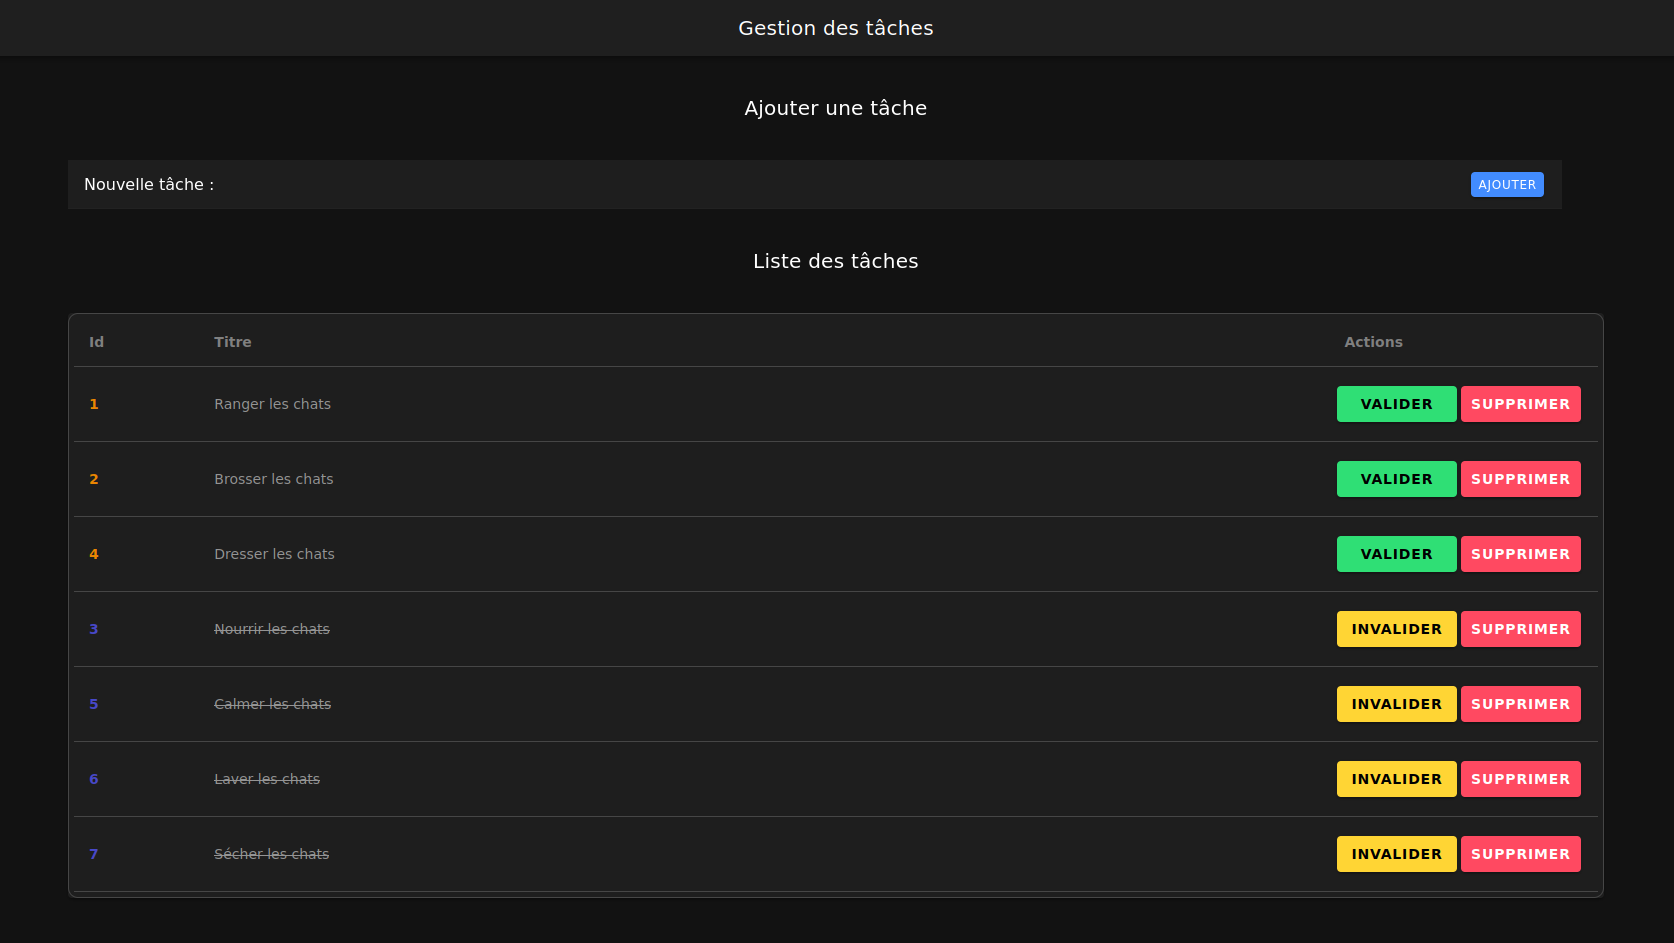 Gestion des tâches
Ajouter une tâche
Nouvelle tâche : AJOUTER
Liste des tâches
Id Titre Actions
1 Ranger les chats VALIDER SUPPRIMER
2 Brosser les chats VALIDER SUPPRIMER
4 Dresser les chats VALIDER SUPPRIMER
3 Nourrir les chats INVALIDER SUPPRIMER
5 Calmer les chats INVALIDER SUPPRIMER
6 Laver les chats INVALIDER SUPPRIMER
7 Sécher les chats INVALIDER SUPPRIMER